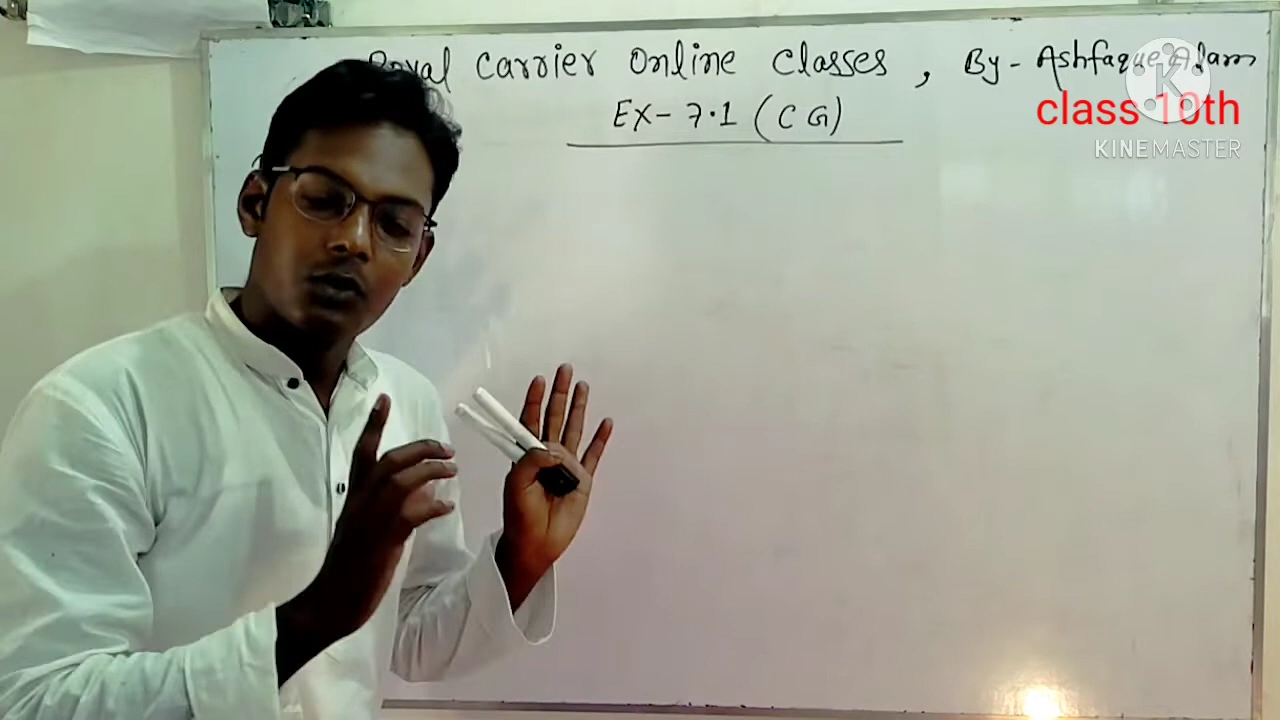 Royal Carrier Online Classes, By - Ashfaque Alam
EX- 7.1 (CG)
class 10th
KINEMASTER